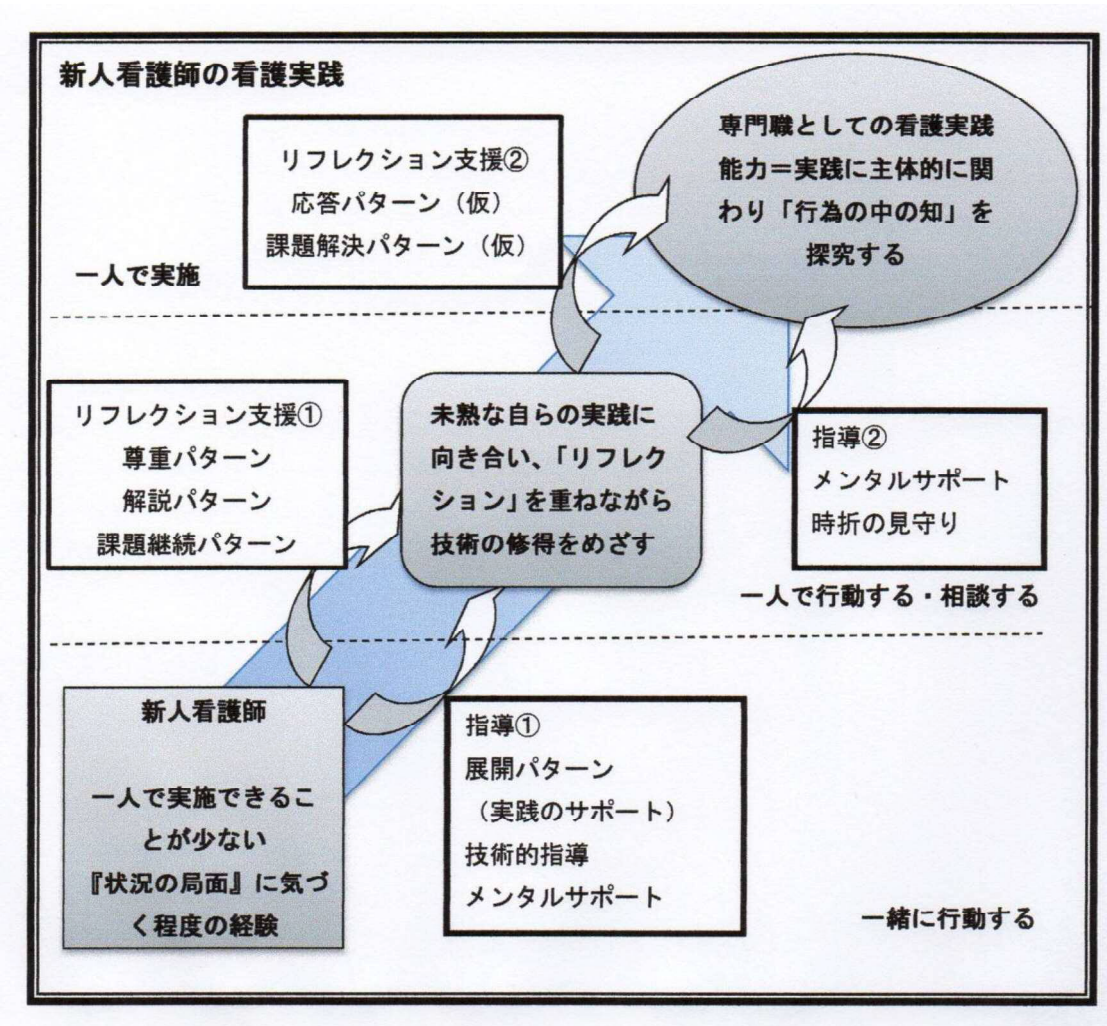 新人看護師の看護実践
リフレクション支援②
応答パターン（仮）
課題解決パターン（仮）
専門職としての看護実践
能力＝実践に主体的に関
わり「行為の中の知」を
探究する
一人で実施
リフレクション支援①
尊重パターン
解説パターン
課題継続パターン
未熟な自らの実践に
向き合い、「リフレク
ション」を重ねながら
技術の修得をめざす
指導②
メンタルサポート
時折の見守り
一人で行動する・相談する
新人看護師
一人で実施できるこ
とが少ない
『状況の局面』に気づ
く程度の経験
指導①
展開パターン
（実践のサポート）
技術的指導
メンタルサポート
一緒に行動する